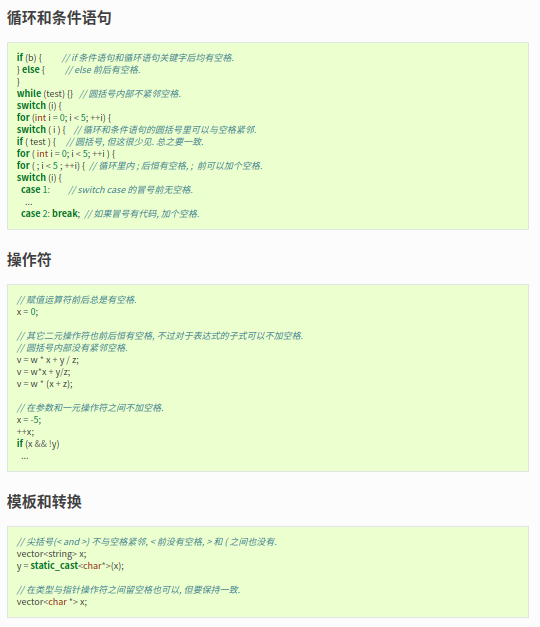 循环和条件语句
if (b) { // if 条件语句和循环语句关键字后均有空格.
} else { // else 前后有空格.
}
while (test) {} // 圆括号内部不紧邻空格.
switch (i) {
for (int i = 0; i < 5; ++i) {
switch ( i ) { // 循环和条件语句的圆括号里可以与空格紧邻.
if ( test ) { // 圆括号, 但这很少见. 总之要一致.
for ( int i = 0; i < 5; ++i ) {
for ( ; i < 5 ; ++i) { // 循环里内 ; 后恒有空格, ; 前可以加个空格.
switch (i) {
case 1: // switch case 的冒号前无空格.
...
case 2: break; // 如果冒号有代码, 加个空格.
操作符
// 赋值运算符前后总是有空格.
x = 0;
// 其它二元操作符也前后恒有空格, 不过对于表达式的子式可以不加空格.
// 圆括号内部没有紧邻空格.
v = w * x + y / z;
v = w*x + y/z;
v = w * (x + z);
// 在参数和一元操作符之间不加空格.
x = -5;
++x;
if (x && !y)
...
模板和转换
// 尖括号(< and >) 不与空格紧邻, < 前没有空格, > 和 ( 之间也没有.
vector<string> x;
y = static_cast<char*>(x);
// 在类型与指针操作符之间留空格也可以, 但要保持一致.
vector<char *> x;